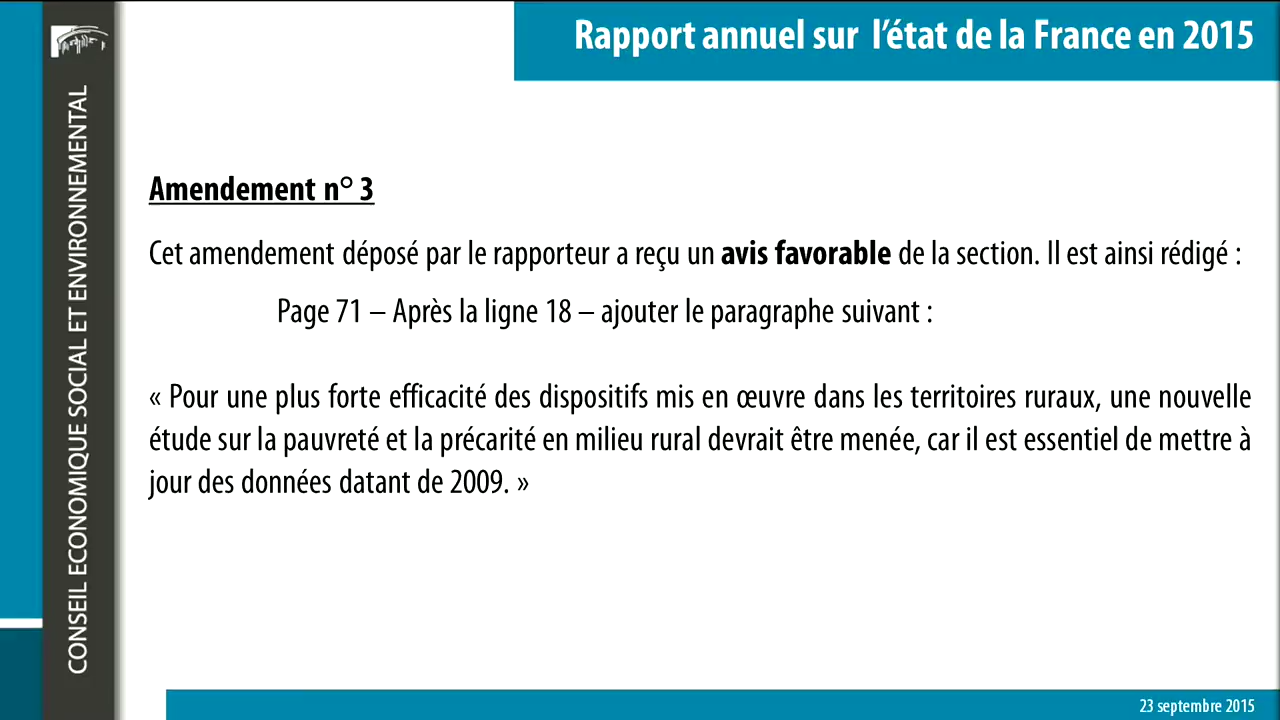 Rapport annuel sur l’état de la France en 2015
CONSEIL ECONOMIQUE SOCIAL ET ENVIRONNEMENTAL
Amendement n° 3
Cet amendement déposé par le rapporteur a reçu un avis favorable de la section. Il est ainsi rédigé :
Page 71 – Après la ligne 18 – ajouter le paragraphe suivant :
« Pour une plus forte efficacité des dispositifs mis en œuvre dans les territoires ruraux, une nouvelle
étude sur la pauvreté et la précarité en milieu rural devrait être menée, car il est essentiel de mettre à
jour des données datant de 2009. »
23 septembre 2015